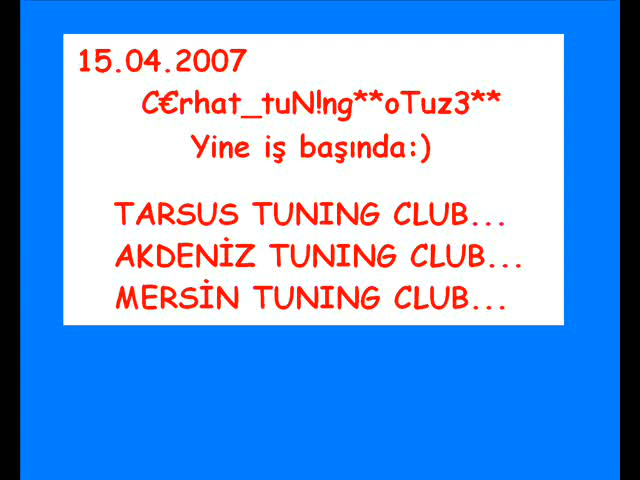 15.04.2007
C€rhat_tuN!ng**oTuz3**
Yine iş başında:)
TARSUS TUNING CLUB...
AKDENİZ TUNING CLUB...
MERSİN TUNING CLUB...